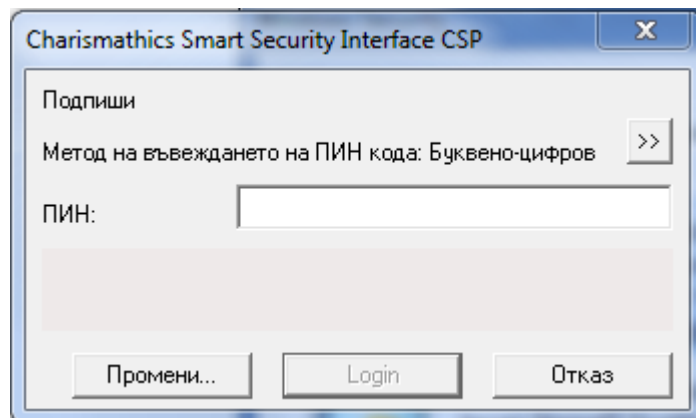 Charismathics Smart Security Interface CSP
Подпиши
Метод на въвеждането на ПИН кода: Буквено-цифров
>>
ПИН:
Промени... Login Отказ